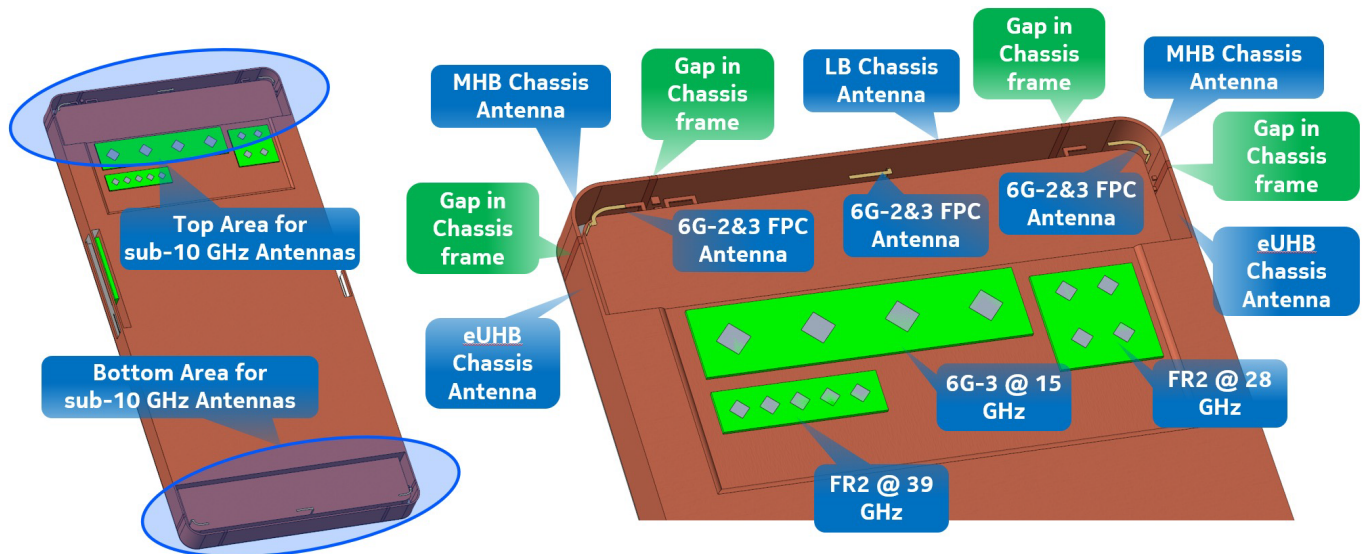 Top Area for
sub-10 GHz Antennas
Bottom Area for
sub-10 GHz Antennas
MHB Chassis
Antenna
Gap in
Chassis
frame
LB Chassis
Antenna
Gap in
Chassis
frame
MHB Chassis
Antenna
Gap in
Chassis
frame
Gap in
Chassis
frame
6G-2&3 FPC
Antenna
6G-2&3 FPC
Antenna
6G-2&3 FPC
Antenna
eUHB
Chassis
Antenna
eUHB
Chassis
Antenna
6G-3 @ 15
GHz
FR2 @ 28
GHz
FR2 @ 39
GHz